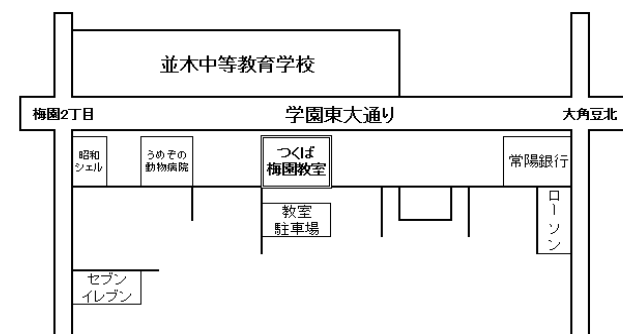 並木中等教育学校
梅園2丁目
学園東大通り
大角豆北
昭和
シェル
うめぞの
動物病院
つくば
梅園教室
常陽銀行
教室
駐車場
ローソン
セブン
イレブン